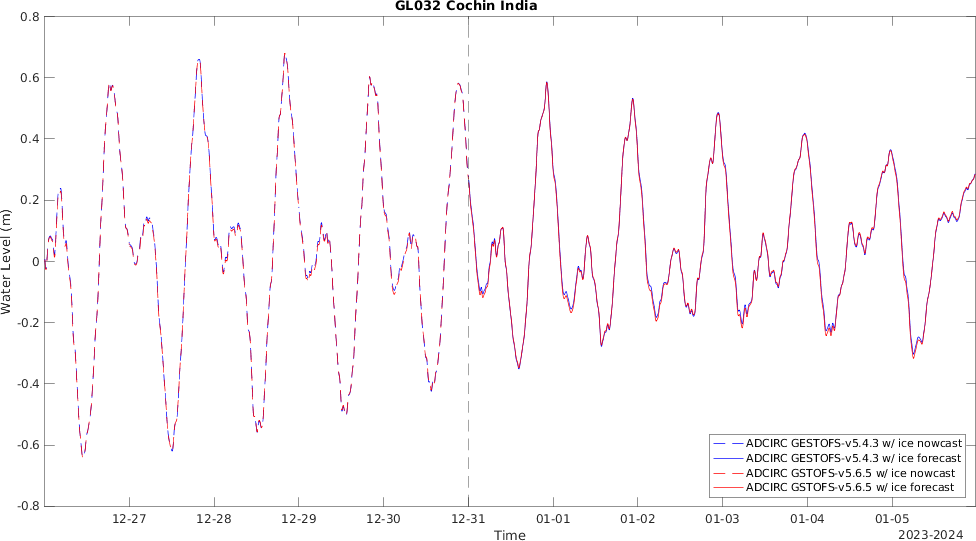 GL032 Cochin India
0.8
0.6
0.4
0.2
0
-0.2
-0.4
-0.6
-0.8
Water Level (m)
ADCIRC GESTOFS-v5.4.3 w/ ice nowcast
ADCIRC GESTOFS-v5.4.3 w/ ice forecast
ADCIRC GSTOFS-v5.6.5 w/ ice nowcast
ADCIRC GSTOFS-v5.6.5 w/ ice forecast
12-27 12-28 12-29 12-30 12-31 01-01 01-02 01-03 01-04 01-05
Time
2023-2024